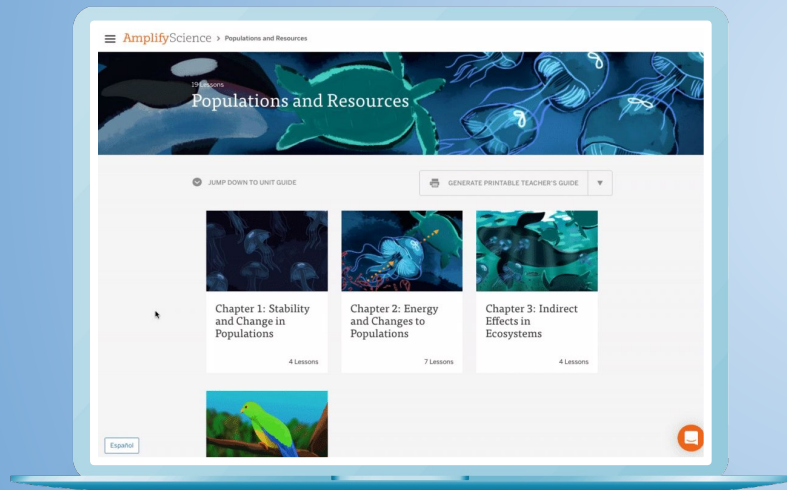 AmplifyScience > Populations and Resources
19 Lessons
Populations and Resources
JUMP DOWN TO UNIT GUIDE
GENERATE PRINTABLE TEACHER'S GUIDE
Chapter 1: Stability
and Change in
Populations
4 Lessons
Chapter 2: Energy
and Changes to
Populations
7 Lessons
Chapter 3: Indirect
Effects in
Ecosystems
4 Lessons
Español